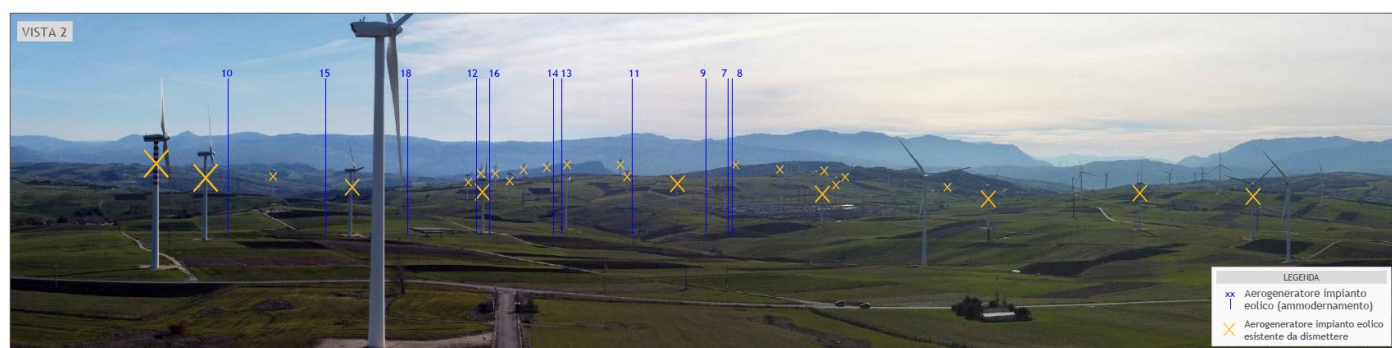 VISTA 2
10
15
18
12
16
14
13
11
9
7
8
LEGENDA
xx Aerogeneratore impianto
eolico (ammodernamento)
Aerogeneratore impianto eolico
esistente da dismettere